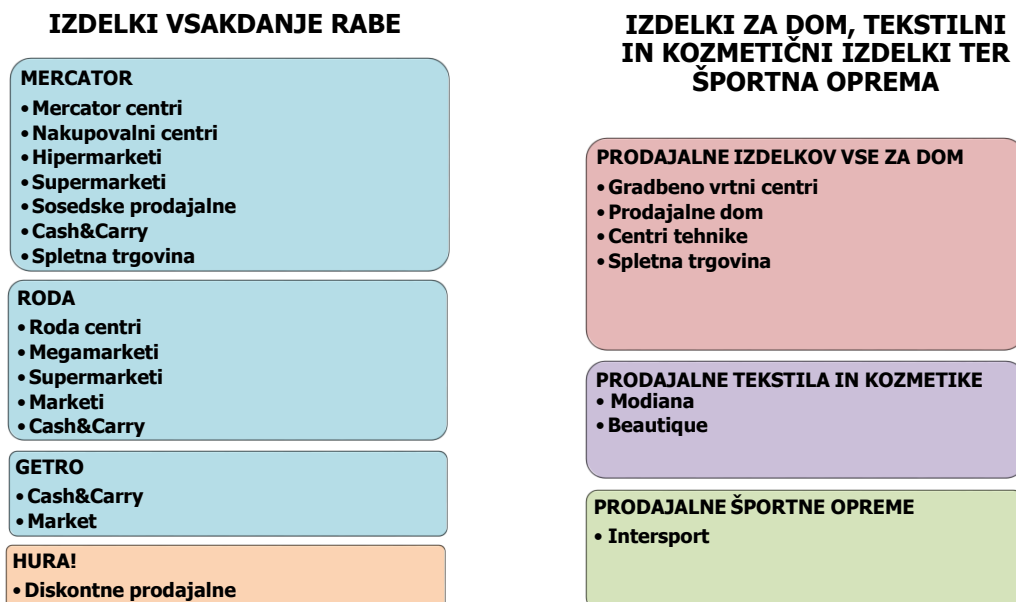 IZDELKI VSAKDANJE RABE
MERCATOR
• Mercator centri
• Nakupovalni centri
• Hipermarketi
• Supermarketi
• Sosedske prodajalne
• Cash&Carry
• Spletna trgovina
RODA
• Roda centri
• Megamarketi
• Supermarketi
• Marketi
• Cash&Carry
GETRO
• Cash&Carry
• Market
HURA!
• Diskontne prodajalne
IZDELKI ZA DOM, TEKSTILNI
IN KOZMETIČNI IZDELKI TER
ŠPORTNA OPREMA
PRODAJALNE IZDELKOV VSE ZA DOM
• Gradbeno vrtni centri
• Prodajalne dom
• Centri tehnike
• Spletna trgovina
PRODAJALNE TEKSTILA IN KOZMETIKE
• Modiana
• Beautique
PRODAJALNE ŠPORTNE OPREME
• Intersport